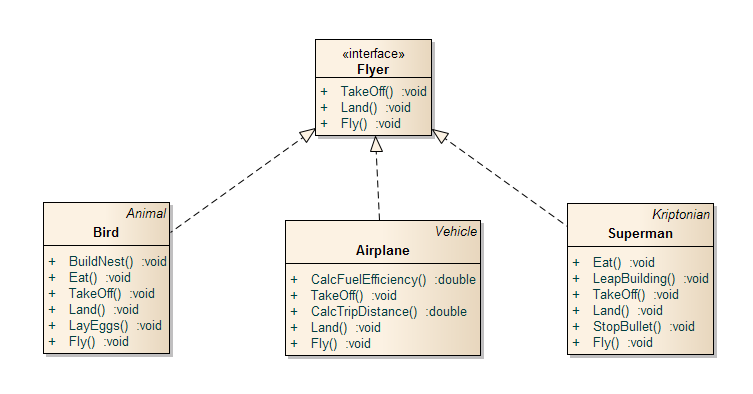 «interface»
Flyer
+ TakeOff() :void
+ Land() :void
+ Fly() :void
Animal
Bird
+ BuildNest() :void
+ Eat() :void
+ TakeOff() :void
+ Land() :void
+ LayEggs() :void
+ Fly() :void
Vehicle
Airplane
+ CalcFuelEfficiency() :double
+ TakeOff() :void
+ CalcTripDistance() :double
+ Land() :void
+ Fly() :void
Kriptonian
Superman
+ Eat() :void
+ LeapBuilding() :void
+ TakeOff() :void
+ Land() :void
+ StopBullet() :void
+ Fly() :void